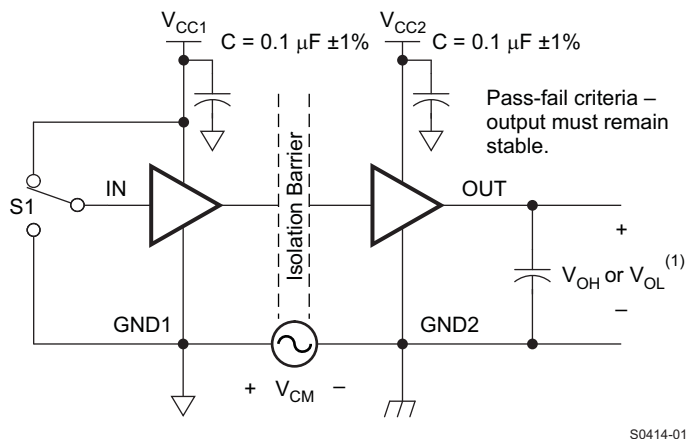 VCC1
C = 0.1 μF ±1%
VCC2
C = 0.1 μF ±1%
Pass-fail criteria –
output must remain
stable.
Isolation Barrier
IN
OUT
S1
+
VOH or VOL(1)
–
GND1
GND2
+ VCM –
S0414-01